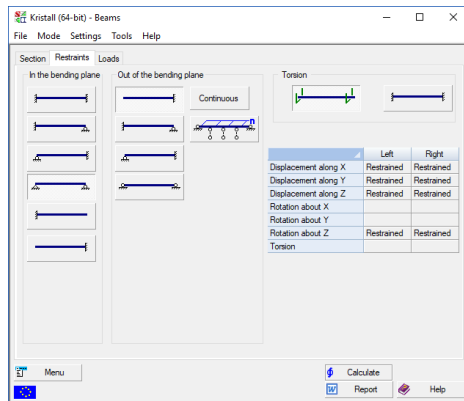 Kristall (64-bit) - Beams
File Mode Settings Tools Help
Section Restraints Loads
In the bending plane
Out of the bending plane
Continuous
n
Torsion
Left Right
Displacement along X Restrained Restrained
Displacement along Y Restrained Restrained
Displacement along Z Restrained Restrained
Rotation about X
Rotation about Y
Rotation about Z Restrained Restrained
Torsion
Menu
Calculate
Report
Help